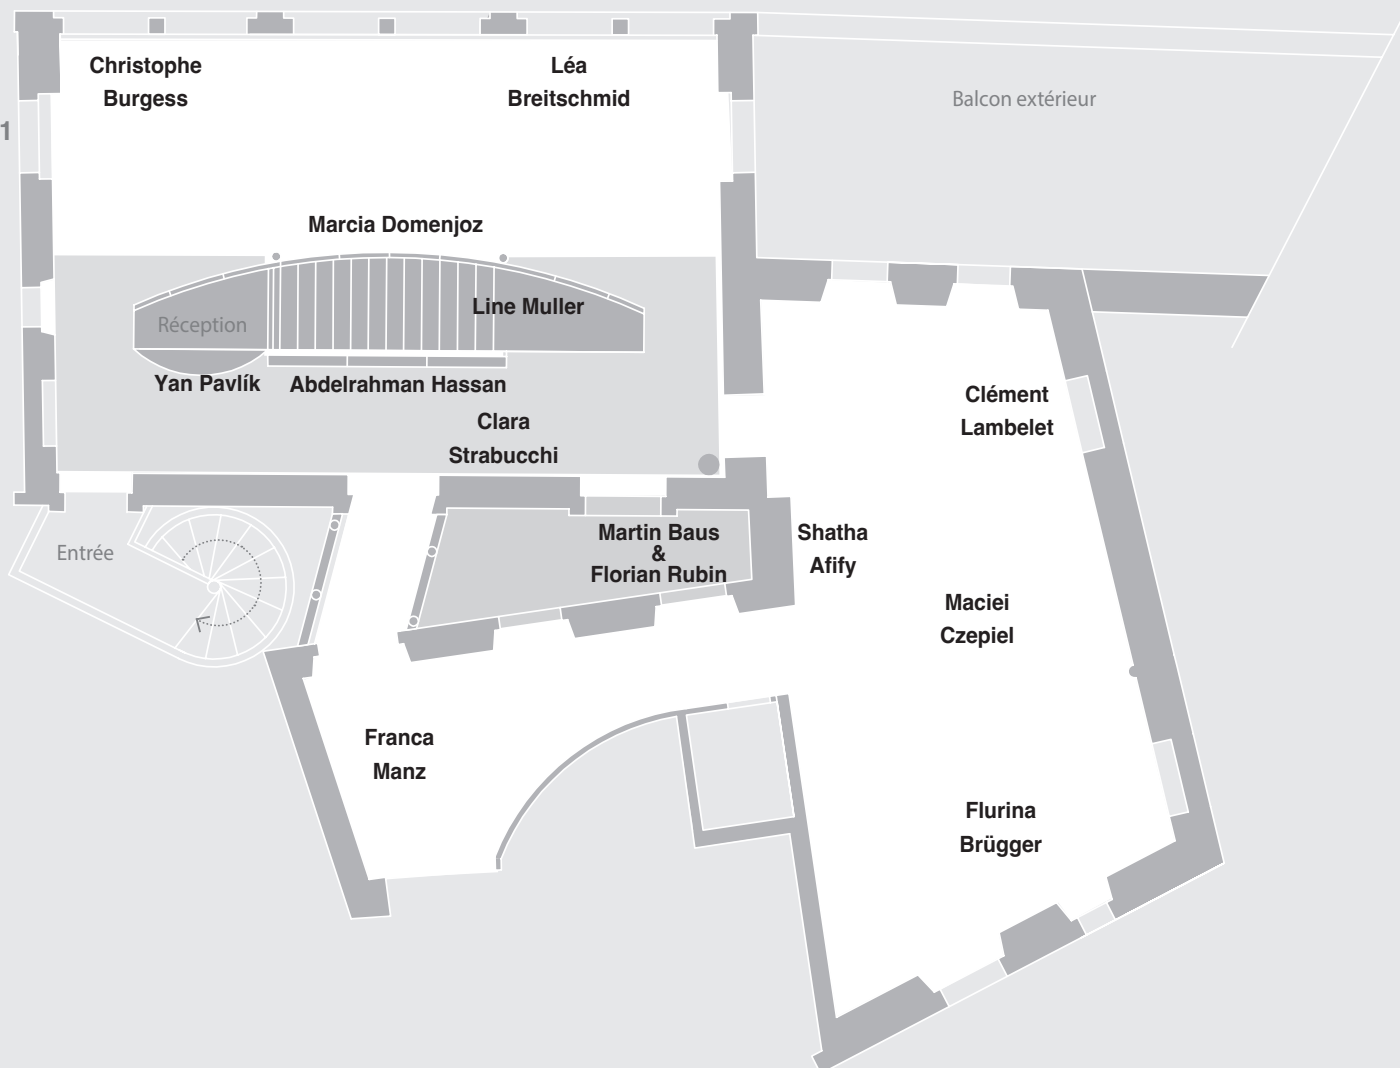 Christophe
Burgess
Léa
Breitschmid
Balcon extérieur
1
Marcia Domenjoz
Line Muller
Réception
Yan Pavlík
Abdelrahman Hassan
Clara
Strabucchi
Clément
Lambelet
Entrée
Martin Baus
&
Florian Rubin
Shatha
Afify
Maciei
Czepiel
Franca
Manz
Flurina
Brügger